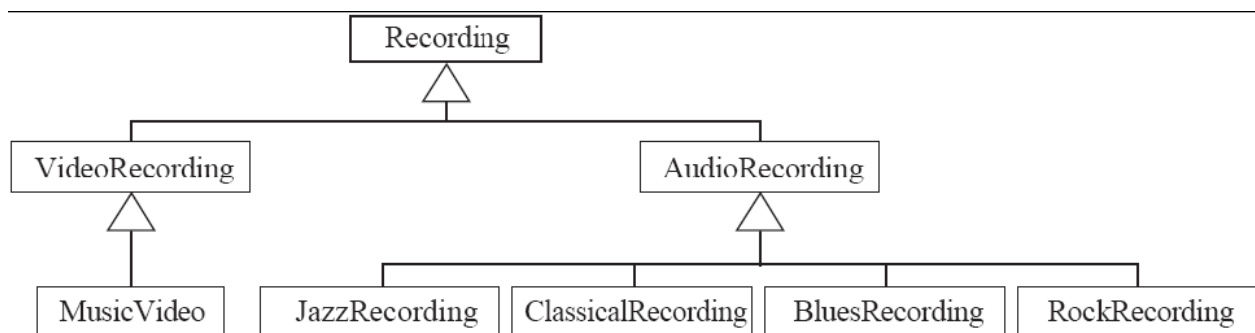 Recording
VideoRecording
AudioRecording
MusicVideo
JazzRecording
ClassicalRecording
BluesRecording
RockRecording